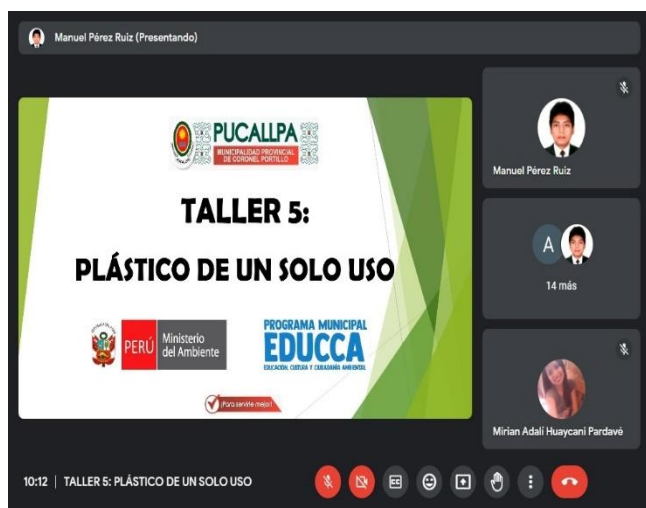 Manuel Pérez Ruiz (Presentando)
PUCALLPA
MUNICIPALIDAD PROVINCIAL
DE CORONEL PORTILLO
TALLER 5:
PLÁSTICO DE UN SOLO USO
PERÚ
Ministerio
del Ambiente
PROGRAMA MUNICIPAL
EDUCCA
EDUCACIÓN, CULTURA Y CIUDADANÍA AMBIENTAL
¡Para servirte mejor!
Manuel Pérez Ruiz
A
14 más
Mirian Adalí Huaycani Pardavé
10:12 | TALLER 5: PLÁSTICO DE UN SOLO USO